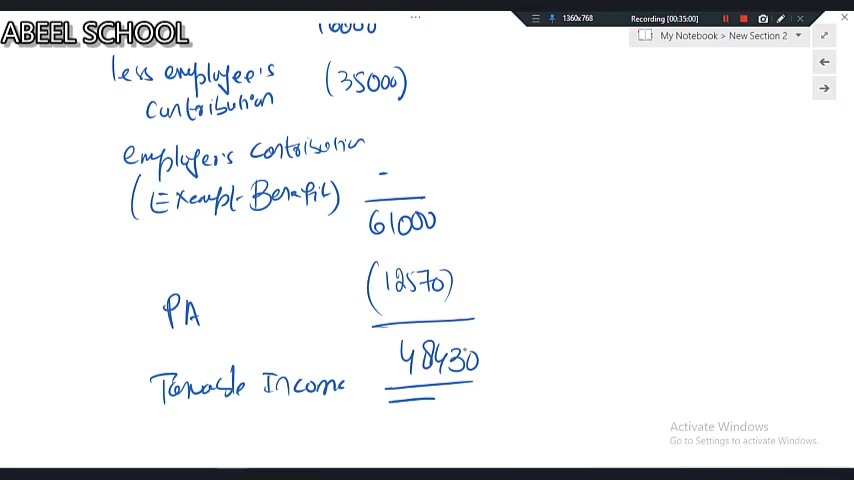 1360x768
Recording [00:35:00]
ABEEL SCHOOL
My Notebook > New Section 2
less employee's
contribution
(35000)
employer's contribution
(Exempt Benefit)
-
61000
PA
(12570)
48430
Taxable Income
Activate Windows
Go to Settings to activate Windows.